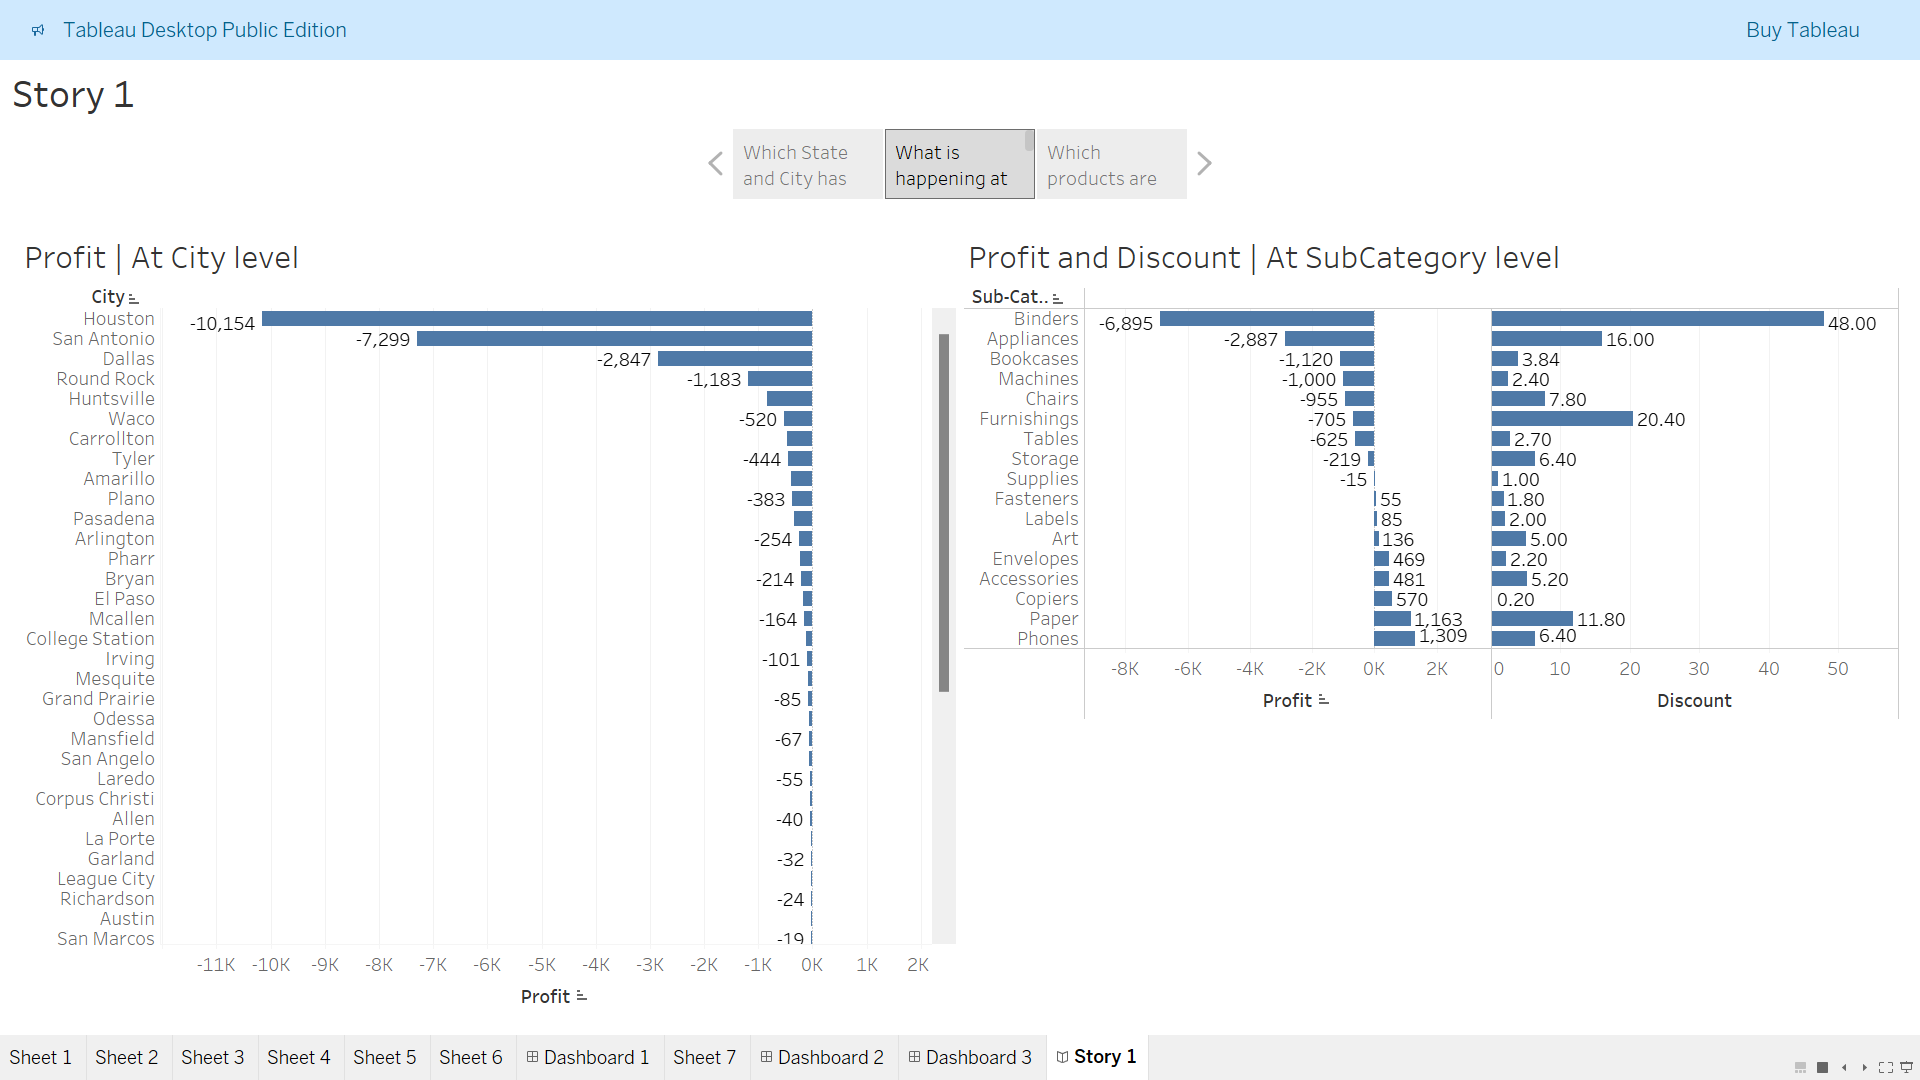 Tableau Desktop Public Edition
Buy Tableau
Story 1
Which State
and City has
What is
happening at
Which
products are
Profit | At City level
City
Houston -10,154
San Antonio -7,299
Dallas -2,847
Round Rock -1,183
Huntsville
Waco -520
Carrollton
Tyler -444
Amarillo
Plano -383
Pasadena
Arlington -254
Pharr
Bryan -214
El Paso
Mcallen -164
College Station
Irving -101
Mesquite
Grand Prairie -85
Odessa
Mansfield -67
San Angelo
Laredo -55
Corpus Christi
Allen -40
La Porte
Garland -32
League City
Richardson -24
Austin
San Marcos -19
-11K -10K -9K -8K -7K -6K -5K -4K -3K -2K -1K 0K 1K 2K
Profit
Profit and Discount | At SubCategory level
Sub-Cat..
Binders -6,895 48.00
Appliances -2,887 16.00
Bookcases -1,120 3.84
Machines -1,000 2.40
Chairs -955 7.80
Furnishings -705 20.40
Tables -625 2.70
Storage -219 6.40
Supplies -15 1.00
Fasteners 55 1.80
Labels 85 2.00
Art 136 5.00
Envelopes 469 2.20
Accessories 481 5.20
Copiers 570 0.20
Paper 1,163 11.80
Phones 1,309 6.40
-8K -6K -4K -2K 0K 2K 0 10 20 30 40 50
Profit Discount
Sheet 1 Sheet 2 Sheet 3 Sheet 4 Sheet 5 Sheet 6 Dashboard 1 Sheet 7 Dashboard 2 Dashboard 3 Story 1